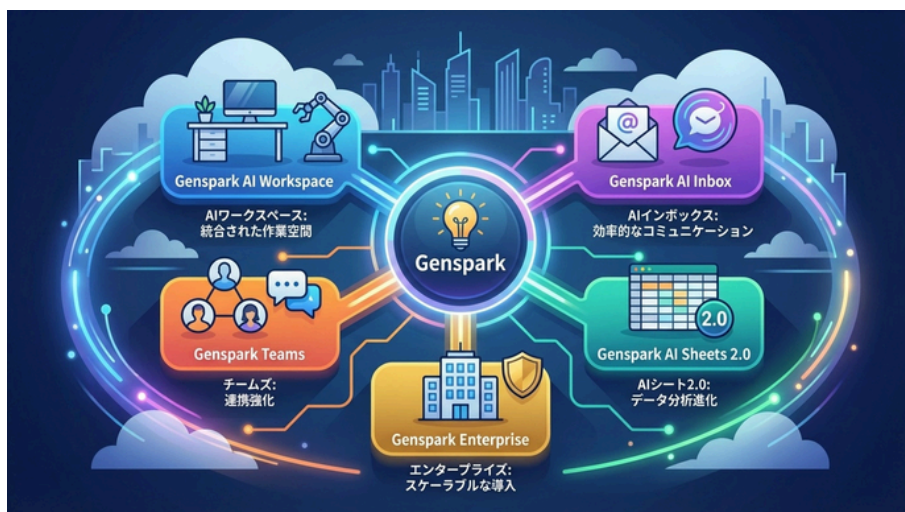 Genspark AI Workspace
AIワークスペース:
統合された作業空間
@
Genspark AI Inbox
AIインボックス:
効率的なコミュニケーション
Genspark
Genspark Teams
チームズ:
連携強化
2.0
Genspark AI Sheets 2.0
AIシート2.0:
データ分析進化
Genspark Enterprise
エンタープライズ:
スケーラブルな導入